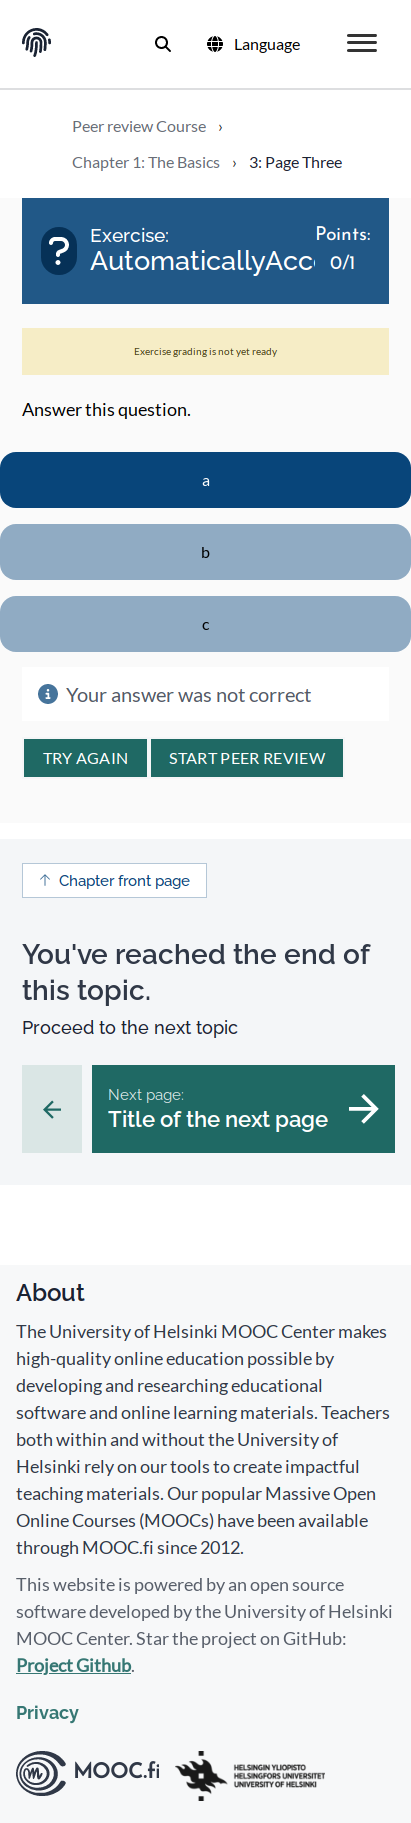 Language
Peer review Course ›
Chapter 1: The Basics › 3: Page Three
Exercise:
AutomaticallyAcc
Points:
0/1
Exercise grading is not yet ready
Answer this question.
a
b
c
Your answer was not correct
TRY AGAIN
START PEER REVIEW
Chapter front page
You've reached the end of
this topic.
Proceed to the next topic
Next page:
Title of the next page
About
The University of Helsinki MOOC Center makes
high-quality online education possible by
developing and researching educational
software and online learning materials. Teachers
both within and without the University of
Helsinki rely on our tools to create impactful
teaching materials. Our popular Massive Open
Online Courses (MOOCs) have been available
through MOOC.fi since 2012.
This website is powered by an open source
software developed by the University of Helsinki
MOOC Center. Star the project on GitHub:
Project Github.
Privacy
MOOC.fi
HELSINGIN YLIOPISTO
HELSINGFORS UNIVERSITET
UNIVERSITY OF HELSINKI